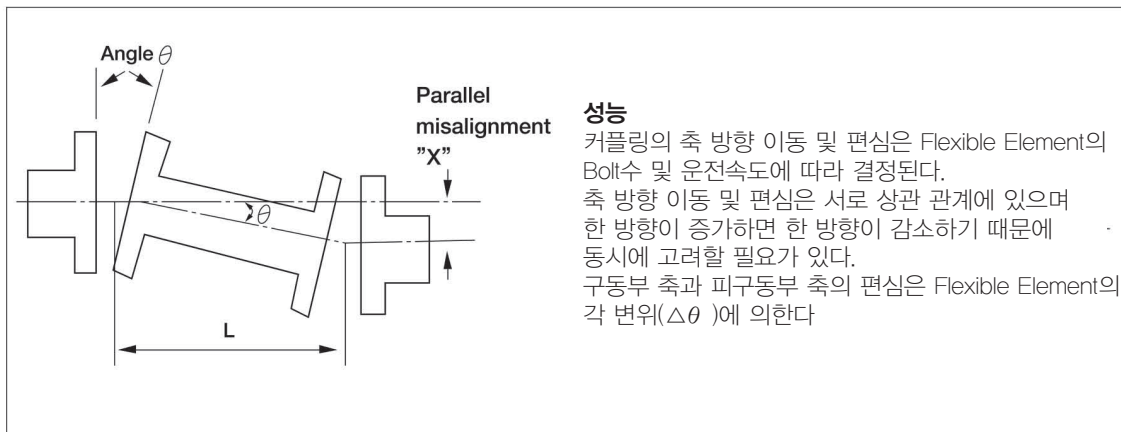 Angle θ
Parallel
misalignment
”X”
θ
L
성능
커플링의 축 방향 이동 및 편심은 Flexible Element의
Bolt수 및 운전속도에 따라 결정된다.
축 방향 이동 및 편심은 서로 상관 관계에 있으며
한 방향이 증가하면 한 방향이 감소하기 때문에
동시에 고려할 필요가 있다.
구동부 축과 피구동부 축의 편심은 Flexible Element의
각 변위(△θ )에 의한다